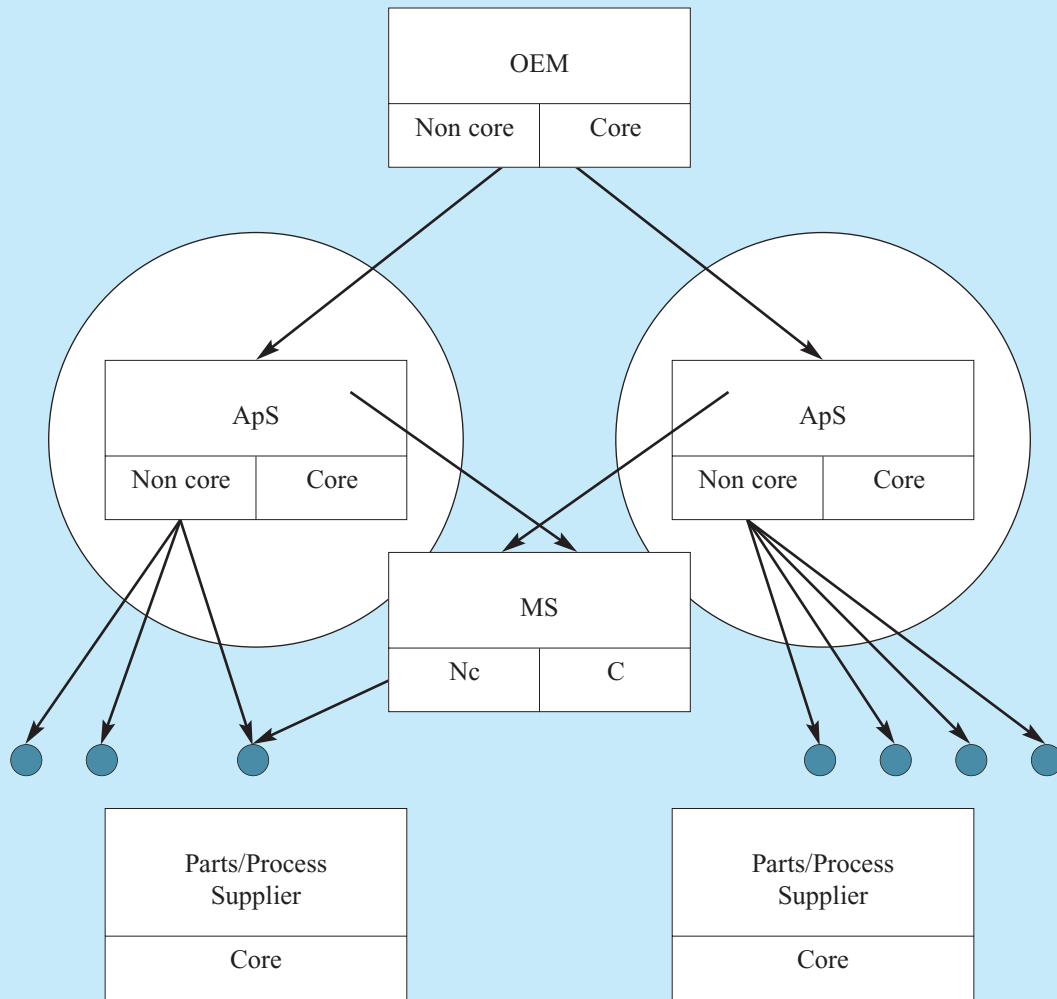 OEM
Non core
Core
ApS
Non core
Core
ApS
Non core
Core
MS
Nc
C
Parts/Process
Supplier
Core
Parts/Process
Supplier
Core